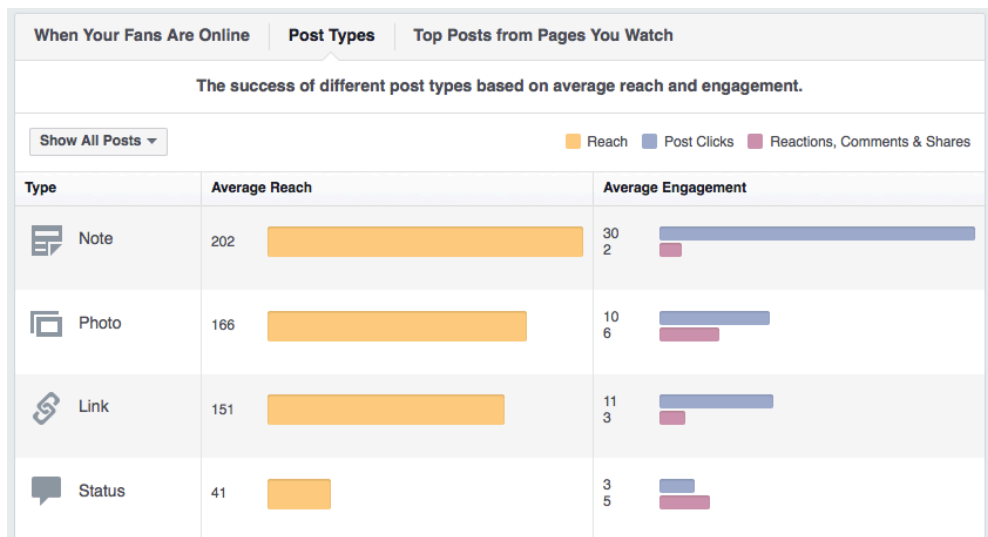 When Your Fans Are Online Post Types Top Posts from Pages You Watch
The success of different post types based on average reach and engagement.
Show All Posts Reach Post Clicks Reactions, Comments & Shares
Type Average Reach Average Engagement
Note 202 30
2
Photo 166 10
6
Link 151 11
3
Status 41 3
5